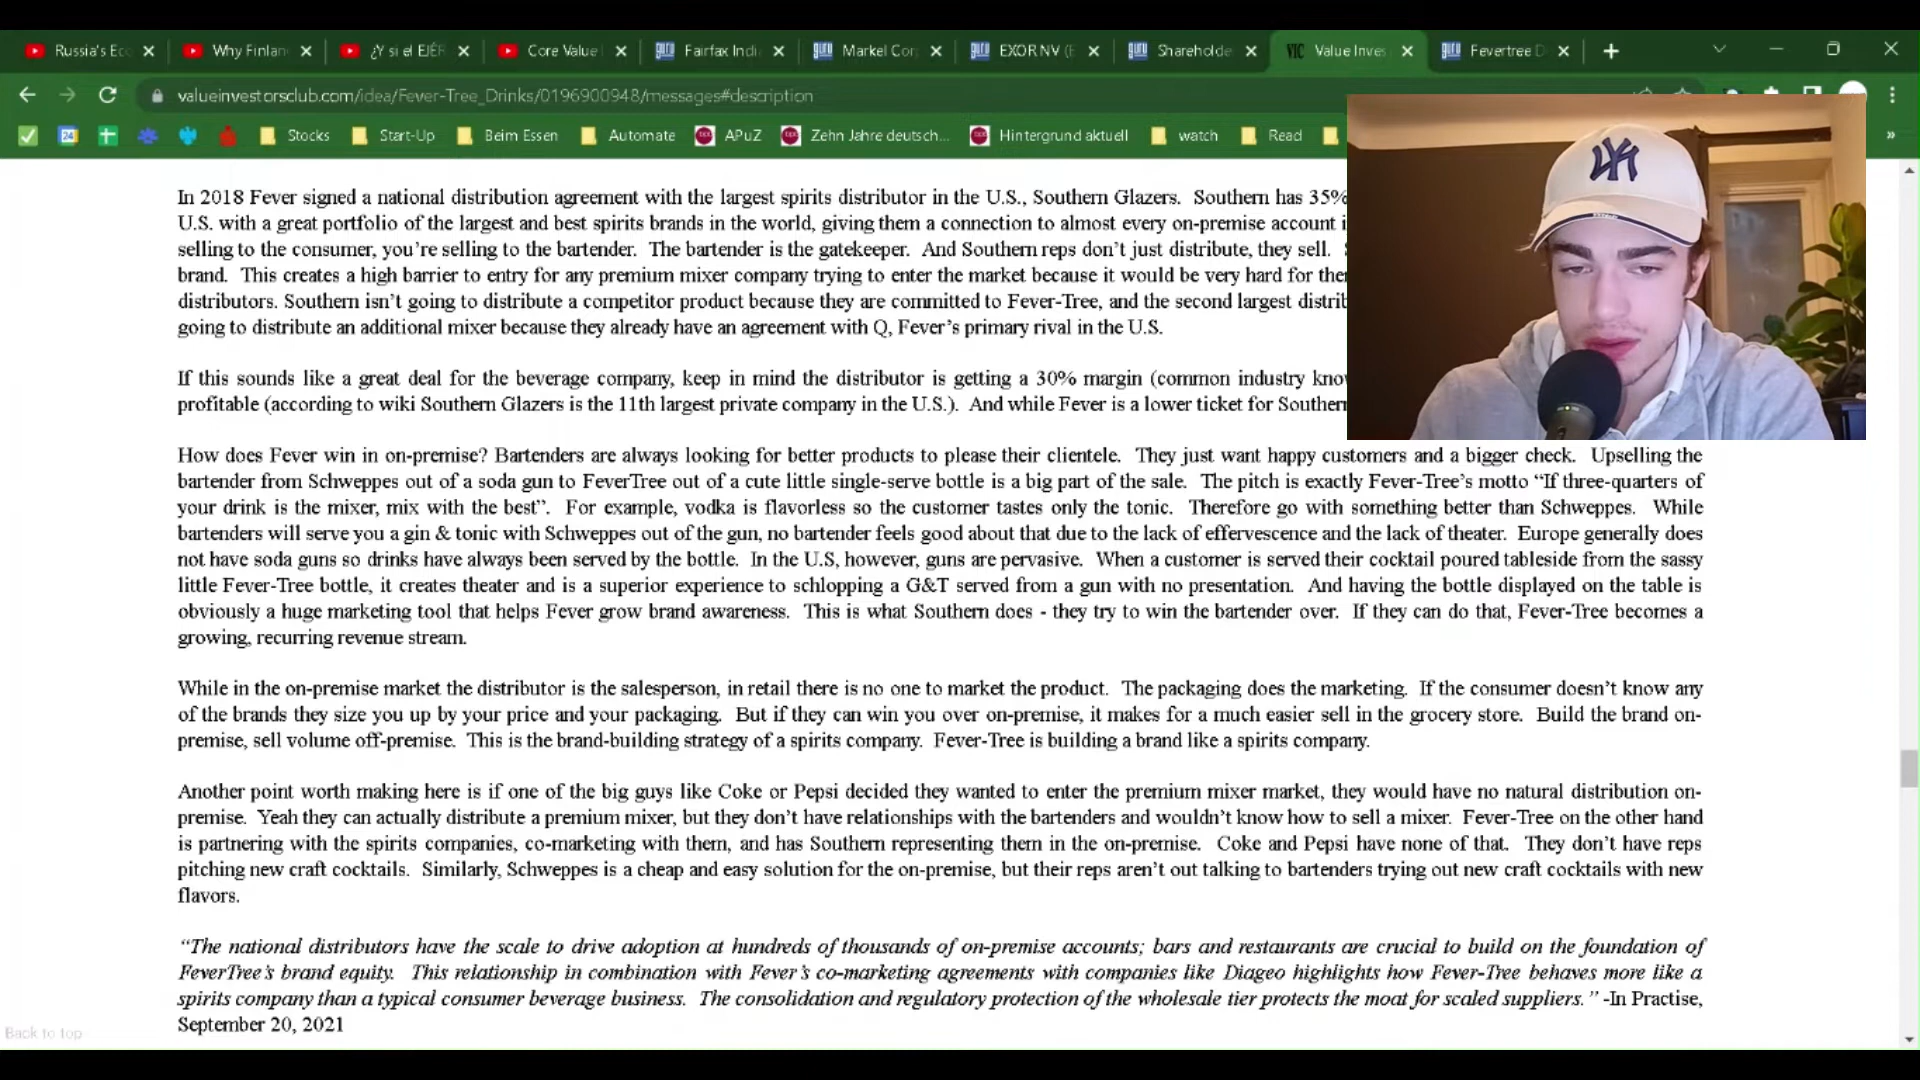 Russia's Ec
Why Finlan
¿Y si el EJÉR
Core Value
Fairfax Indi
Markel Cor
EXOR NV (E
Shareholde
VIC Value Inves
Fevertree D
valueinvestorsclub.com/idea/Fever-Tree_Drinks/0196900948/messages#description
24 Stocks Start-Up Beim Essen Automate APuZ Zehn Jahre deutsch... Hintergrund aktuell watch Read
In 2018 Fever signed a national distribution agreement with the largest spirits distributor in the U.S., Southern Glazers. Southern has 35%
U.S. with a great portfolio of the largest and best spirits brands in the world, giving them a connection to almost every on-premise account i
selling to the consumer, you're selling to the bartender. The bartender is the gatekeeper. And Southern reps don't just distribute, they sell.
brand. This creates a high barrier to entry for any premium mixer company trying to enter the market because it would be very hard for the
distributors. Southern isn't going to distribute a competitor product because they are committed to Fever-Tree, and the second largest distrib
going to distribute an additional mixer because they already have an agreement with Q, Fever's primary rival in the U.S.
If this sounds like a great deal for the beverage company, keep in mind the distributor is getting a 30% margin (common industry kno
profitable (according to wiki Southern Glazers is the 11th largest private company in the U.S.). And while Fever is a lower ticket for Southern
How does Fever win in on-premise? Bartenders are always looking for better products to please their clientele. They just want happy customers and a bigger check. Upselling the
bartender from Schweppes out of a soda gun to FeverTree out of a cute little single-serve bottle is a big part of the sale. The pitch is exactly Fever-Tree's motto “If three-quarters of
your drink is the mixer, mix with the best”. For example, vodka is flavorless so the customer tastes only the tonic. Therefore go with something better than Schweppes. While
bartenders will serve you a gin & tonic with Schweppes out of the gun, no bartender feels good about that due to the lack of effervescence and the lack of theater. Europe generally does
not have soda guns so drinks have always been served by the bottle. In the U.S, however, guns are pervasive. When a customer is served their cocktail poured tableside from the sassy
little Fever-Tree bottle, it creates theater and is a superior experience to schlopping a G&T served from a gun with no presentation. And having the bottle displayed on the table is
obviously a huge marketing tool that helps Fever grow brand awareness. This is what Southern does - they try to win the bartender over. If they can do that, Fever-Tree becomes a
growing, recurring revenue stream.
While in the on-premise market the distributor is the salesperson, in retail there is no one to market the product. The packaging does the marketing. If the consumer doesn't know any
of the brands they size you up by your price and your packaging. But if they can win you over on-premise, it makes for a much easier sell in the grocery store. Build the brand on-
premise, sell volume off-premise. This is the brand-building strategy of a spirits company. Fever-Tree is building a brand like a spirits company.
Another point worth making here is if one of the big guys like Coke or Pepsi decided they wanted to enter the premium mixer market, they would have no natural distribution on-
premise. Yeah they can actually distribute a premium mixer, but they don't have relationships with the bartenders and wouldn't know how to sell a mixer. Fever-Tree on the other hand
is partnering with the spirits companies, co-marketing with them, and has Southern representing them in the on-premise. Coke and Pepsi have none of that. They don't have reps
pitching new craft cocktails. Similarly, Schweppes is a cheap and easy solution for the on-premise, but their reps aren't out talking to bartenders trying out new craft cocktails with new
flavors.
“The national distributors have the scale to drive adoption at hundreds of thousands of on-premise accounts; bars and restaurants are crucial to build on the foundation of
FeverTree's brand equity. This relationship in combination with Fever's co-marketing agreements with companies like Diageo highlights how Fever-Tree behaves more like a
spirits company than a typical consumer beverage business. The consolidation and regulatory protection of the wholesale tier protects the moat for scaled suppliers.” -In Practise,
September 20, 2021
Back to top
NY